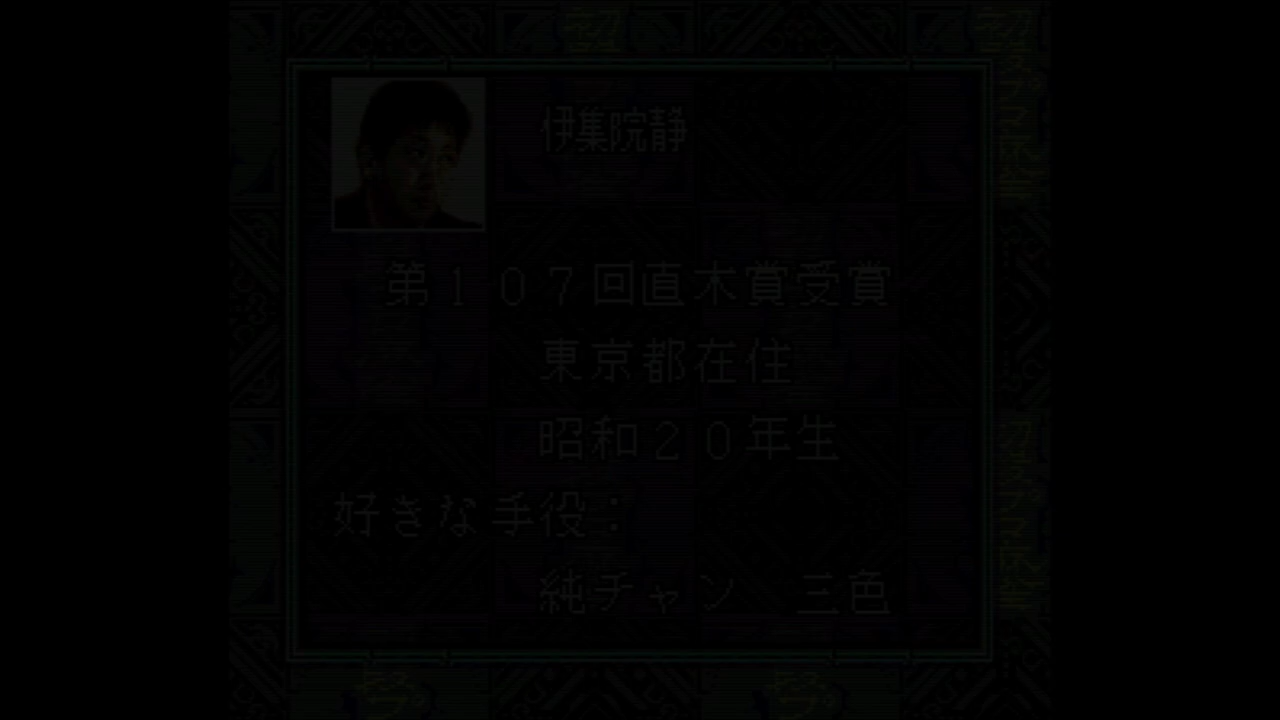 伊集院静
第１０７回直木賞受賞
東京都在住
昭和２０年生
好きな手役：
純チャン　三色